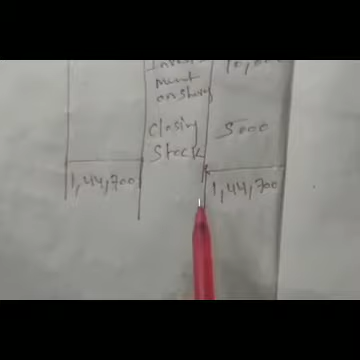 ment
on shares
Closing 5000
Stock
1,44,700 1,44,700